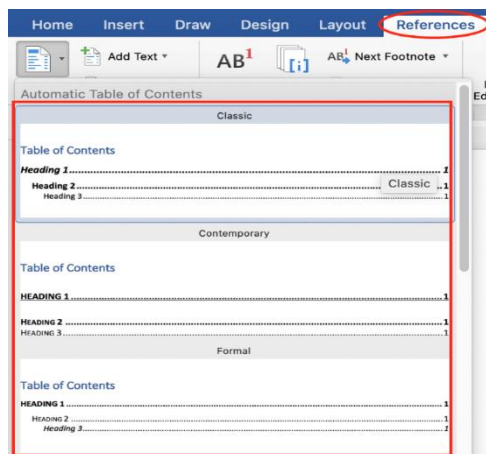 Home Insert Draw Design Layout References
Add Text AB1 [i] AB1 Next Footnote
Automatic Table of Contents
Classic
Table of Contents
Heading 1 1
Heading 2 1
Heading 3 1
Classic
Contemporary
Table of Contents
HEADING 1 1
HEADING 2 1
HEADING 3 1
Formal
Table of Contents
HEADING 1 1
HEADING 2 1
Heading 3 1